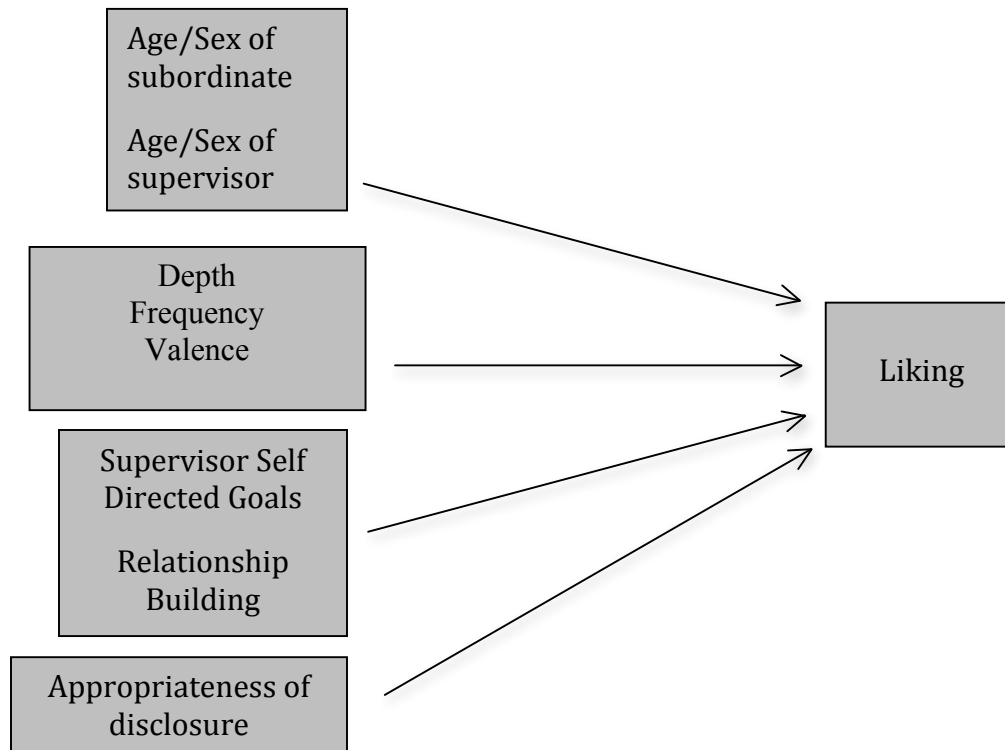 Age/Sex of
subordinate
Age/Sex of
supervisor
Depth
Frequency
Valence
Liking
Supervisor Self
Directed Goals
Relationship
Building
Appropriateness of
disclosure